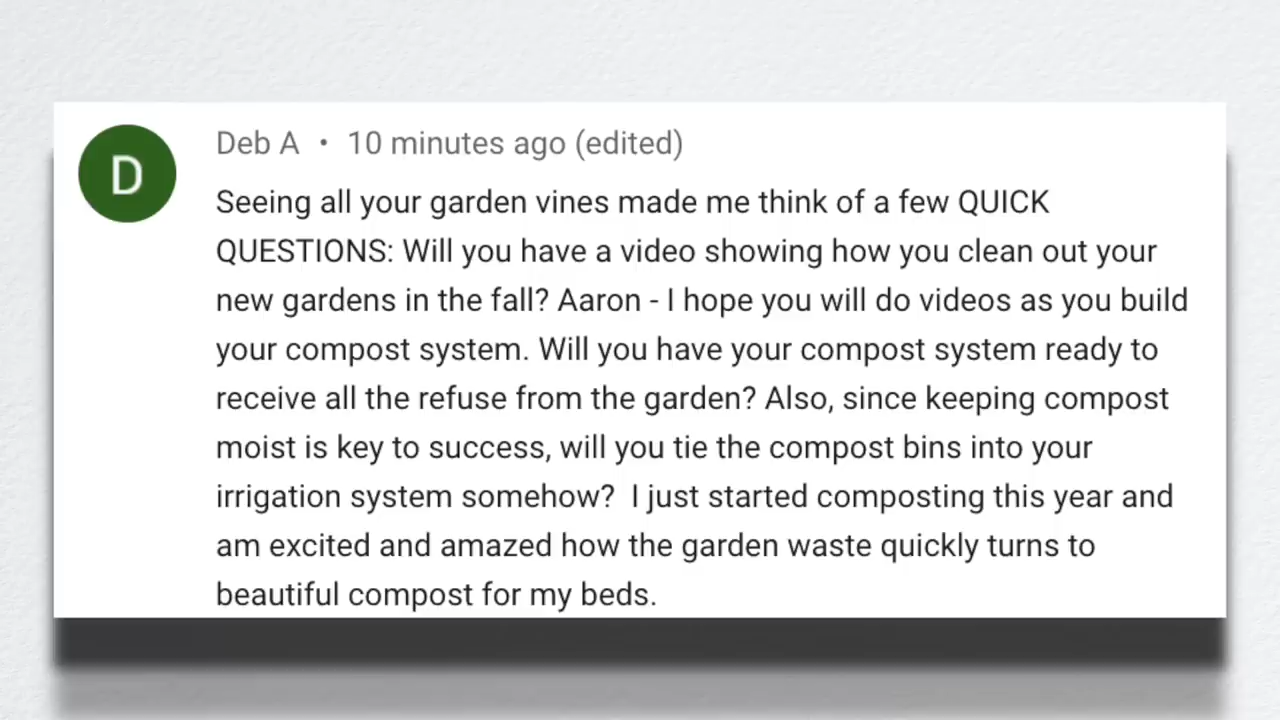 D
Deb A • 10 minutes ago (edited)
Seeing all your garden vines made me think of a few QUICK
QUESTIONS: Will you have a video showing how you clean out your
new gardens in the fall? Aaron - I hope you will do videos as you build
your compost system. Will you have your compost system ready to
receive all the refuse from the garden? Also, since keeping compost
moist is key to success, will you tie the compost bins into your
irrigation system somehow?  I just started composting this year and
am excited and amazed how the garden waste quickly turns to
beautiful compost for my beds.